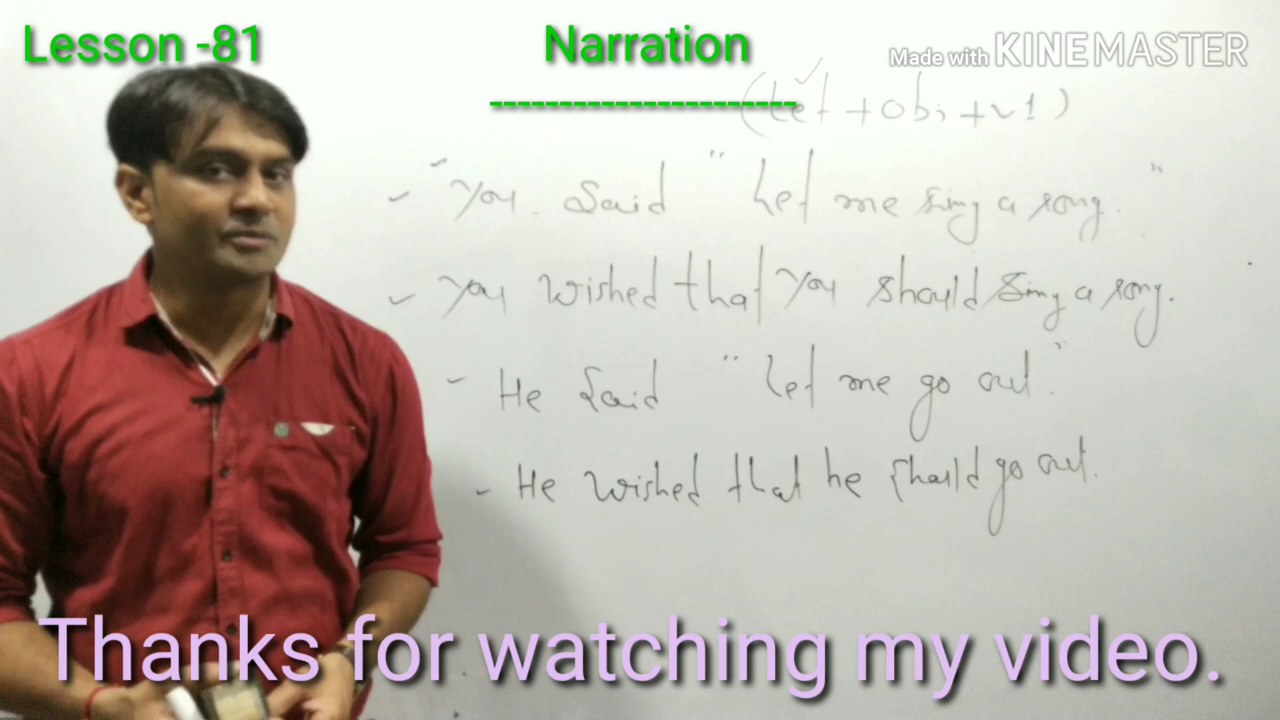 Lesson -81
Narration
Made with KINEMASTER
-----------------------
(Let + obj + v1)
"You. Said "Let me sing a song."
You wished that you should sing a song.
- He Said "Let me go out."
- He wished that he should go out.
Thanks for watching my video.